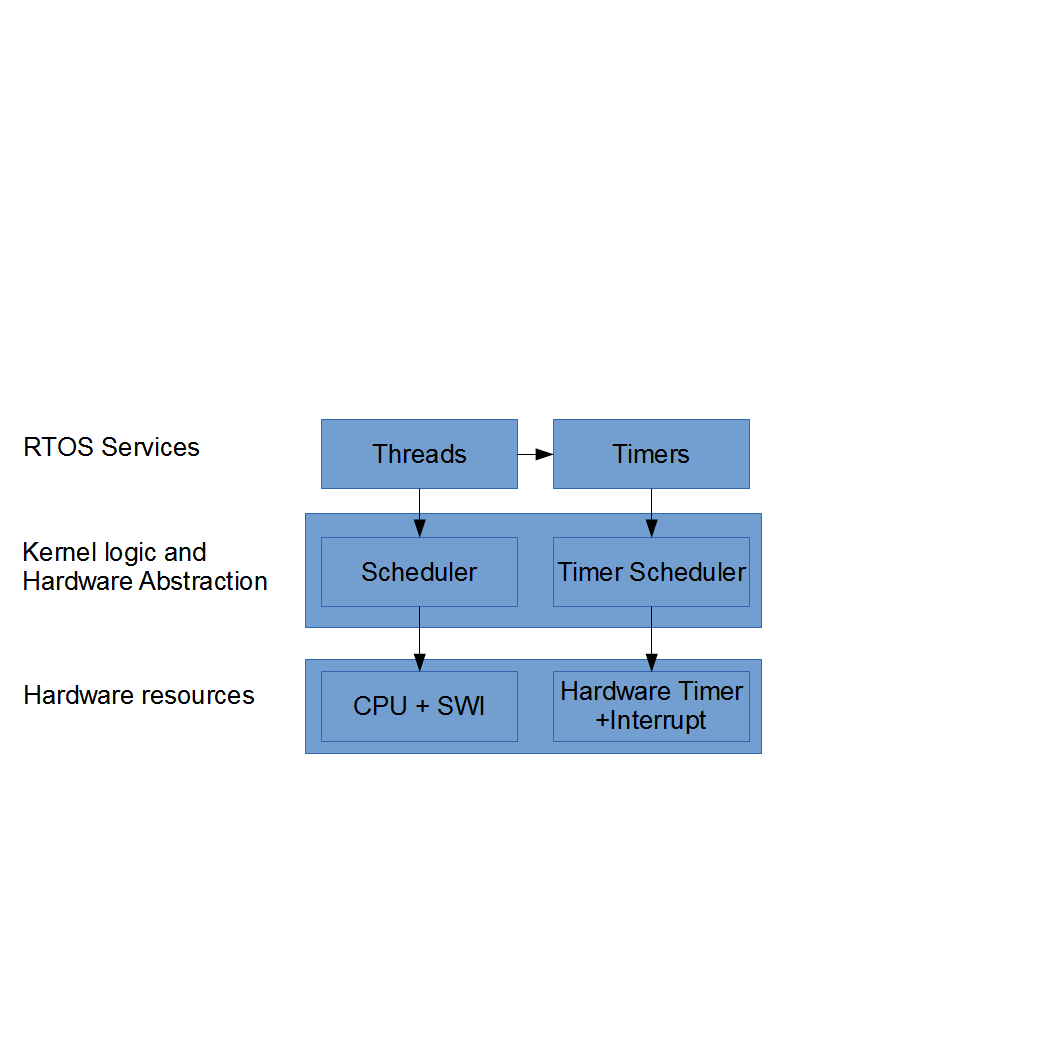 RTOS Services
Threads
Timers
Kernel logic and
Hardware Abstraction
Scheduler
Timer Scheduler
Hardware resources
CPU + SWI
Hardware Timer
+Interrupt